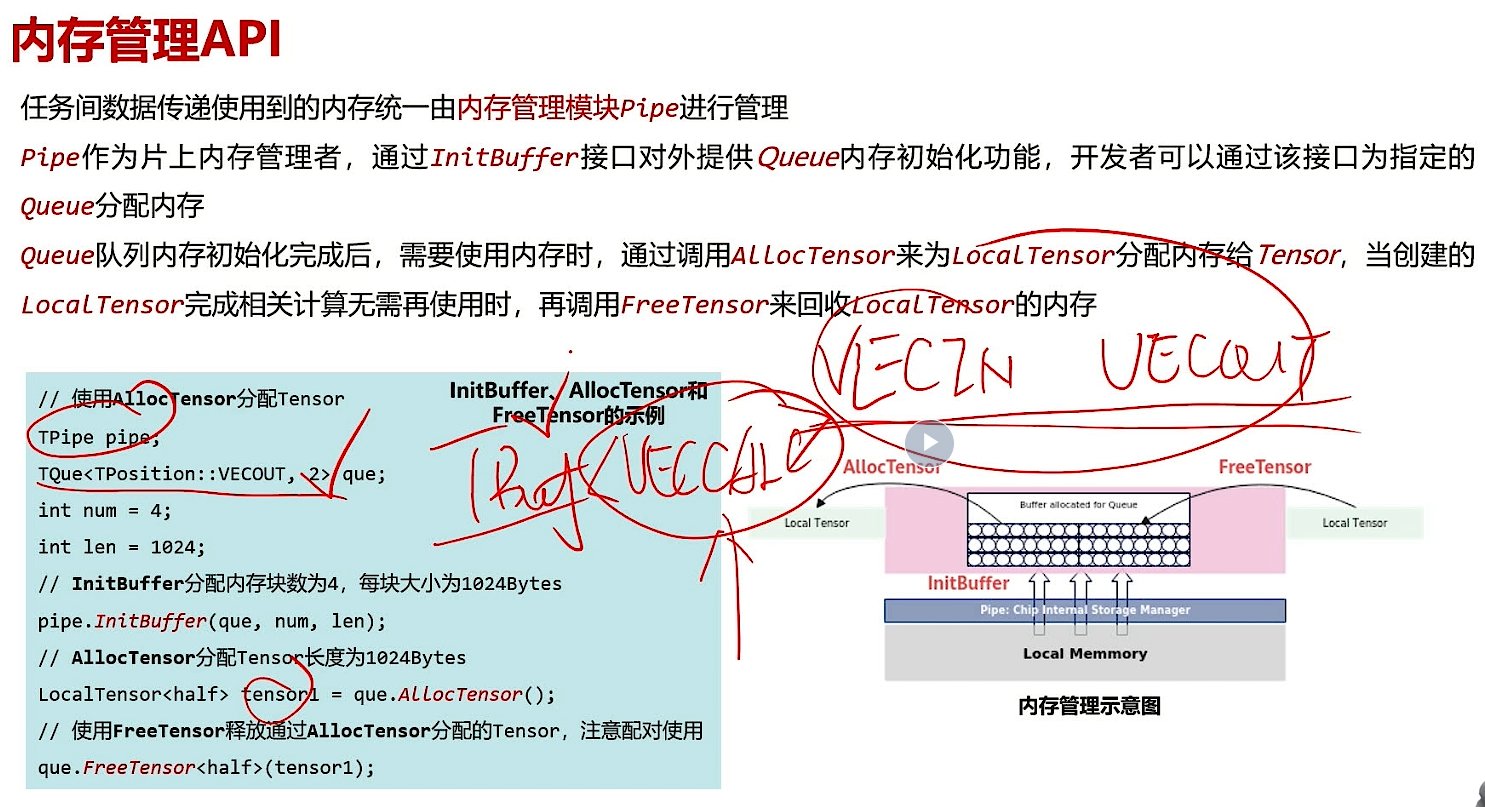 内存管理API
任务间数据传递使用到的内存统一由内存管理模块Pipe进行管理
Pipe作为片上内存管理者，通过InitBuffer接口对外提供Queue内存初始化功能，开发者可以通过该接口为指定的
Queue分配内存
Queue队列内存初始化完成后，需要使用内存时，通过调用AllocTensor来为LocalTensor分配内存给Tensor，当创建的
LocalTensor完成相关计算无需再使用时，再调用FreeTensor来回收LocalTensor的内存
VECIN VECOUT
InitBuffer、AllocTensor和
FreeTensor的示例
// 使用AllocTensor分配Tensor
TPipe pipe;
TQue<TPosition::VECOUT, 2> que;
int num = 4;
int len = 1024;
// InitBuffer分配内存块数为4，每块大小为1024Bytes
pipe.InitBuffer(que, num, len);
// AllocTensor分配Tensor长度为1024Bytes
LocalTensor<half> tensor1 = que.AllocTensor();
// 使用FreeTensor释放通过AllocTensor分配的Tensor，注意配对使用
que.FreeTensor<half>(tensor1);
TBuf<VECCALC
AllocTensor
FreeTensor
Buffer allocated for Queue
Local Tensor
Local Tensor
InitBuffer
Pipe: Chip Internal Storage Manager
Local Memmory
内存管理示意图